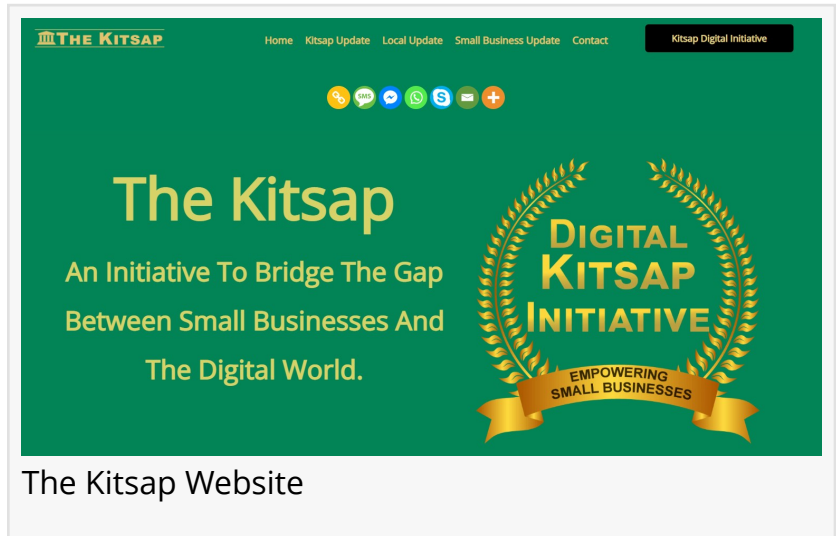 THE KITSAP
Home Kitsap Update Local Update Small Business Update Contact
Kitsap Digital Initiative
SMS
S
The Kitsap
An Initiative To Bridge The Gap
Between Small Businesses And
The Digital World.
DIGITAL
KITSAP
INITIATIVE
EMPOWERING
SMALL BUSINESSES
The Kitsap Website